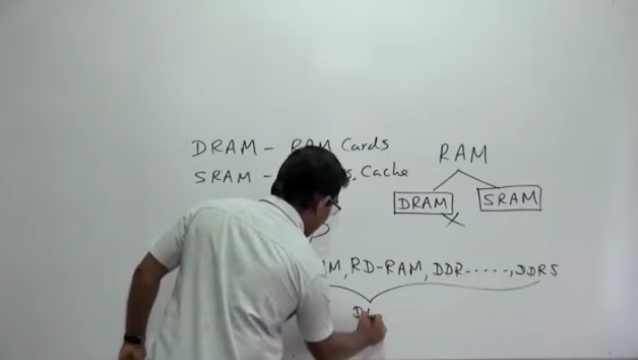 DRAM - RAM Cards
SRAM - Cache
RAM
DRAM SRAM
RD-RAM, DDR-----, DDR5